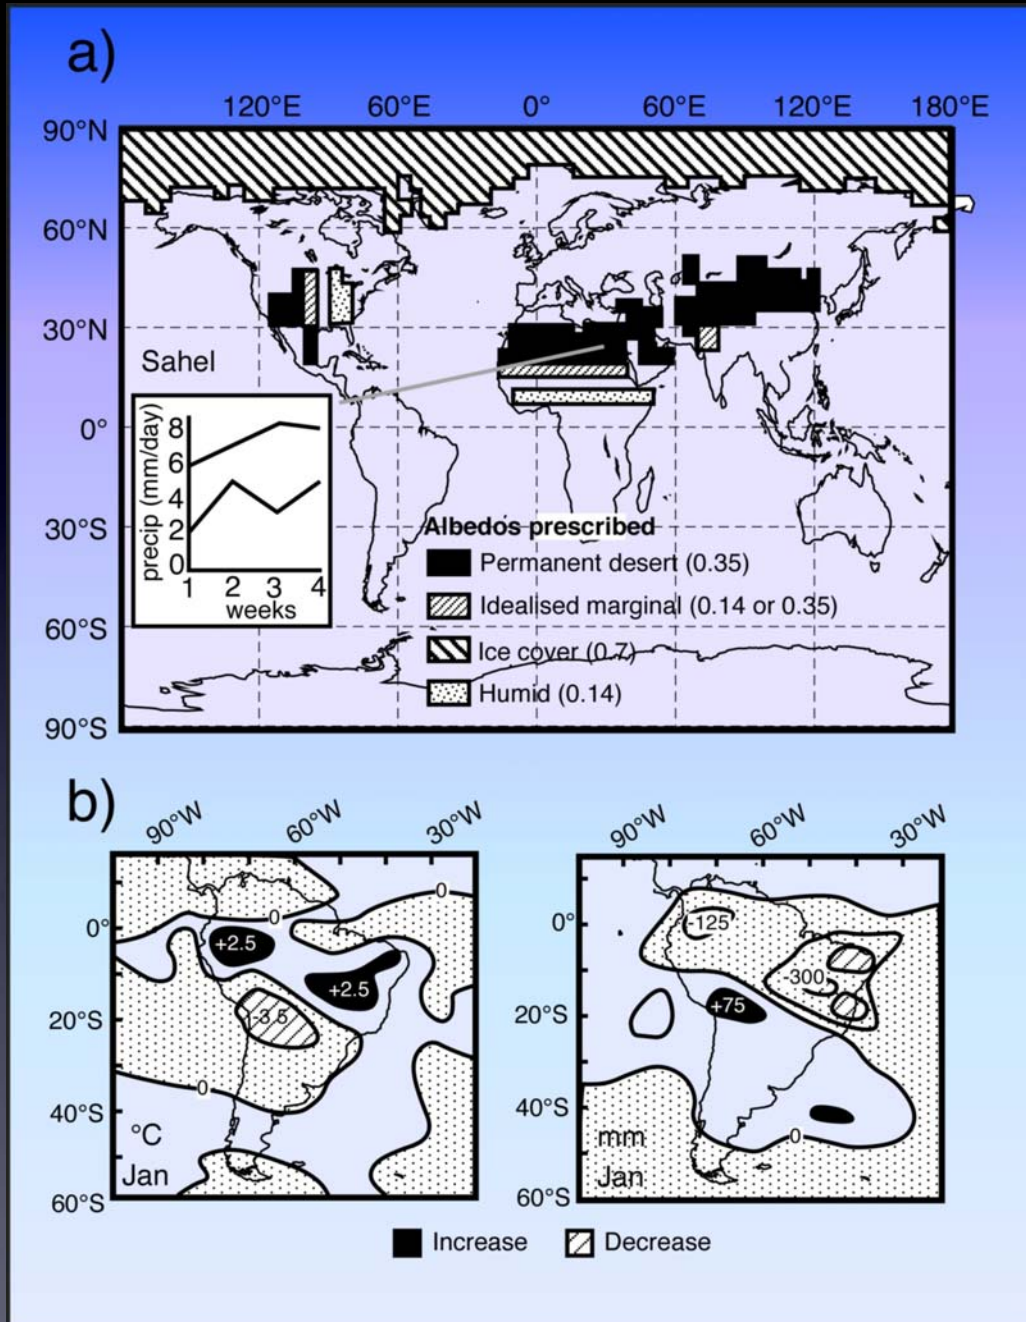 a)
120°E 60°E 0° 60°E 120°E 180°E
90°N
60°N
30°N
0°
30°S
60°S
90°S
Sahel
precip (mm/day)
8
6
4
2
0
1 2 3 4
weeks
Albedos prescribed
Permanent desert (0.35)
Idealised marginal (0.14 or 0.35)
Ice cover (0.7)
Humid (0.14)
b)
90°W 60°W 30°W
0°
20°S
40°S
60°S
0
0
+2.5
+2.5
-3.5
0
°C
Jan
90°W 60°W 30°W
0°
20°S
40°S
60°S
-125
-300
+75
0
mm
Jan
Increase Decrease